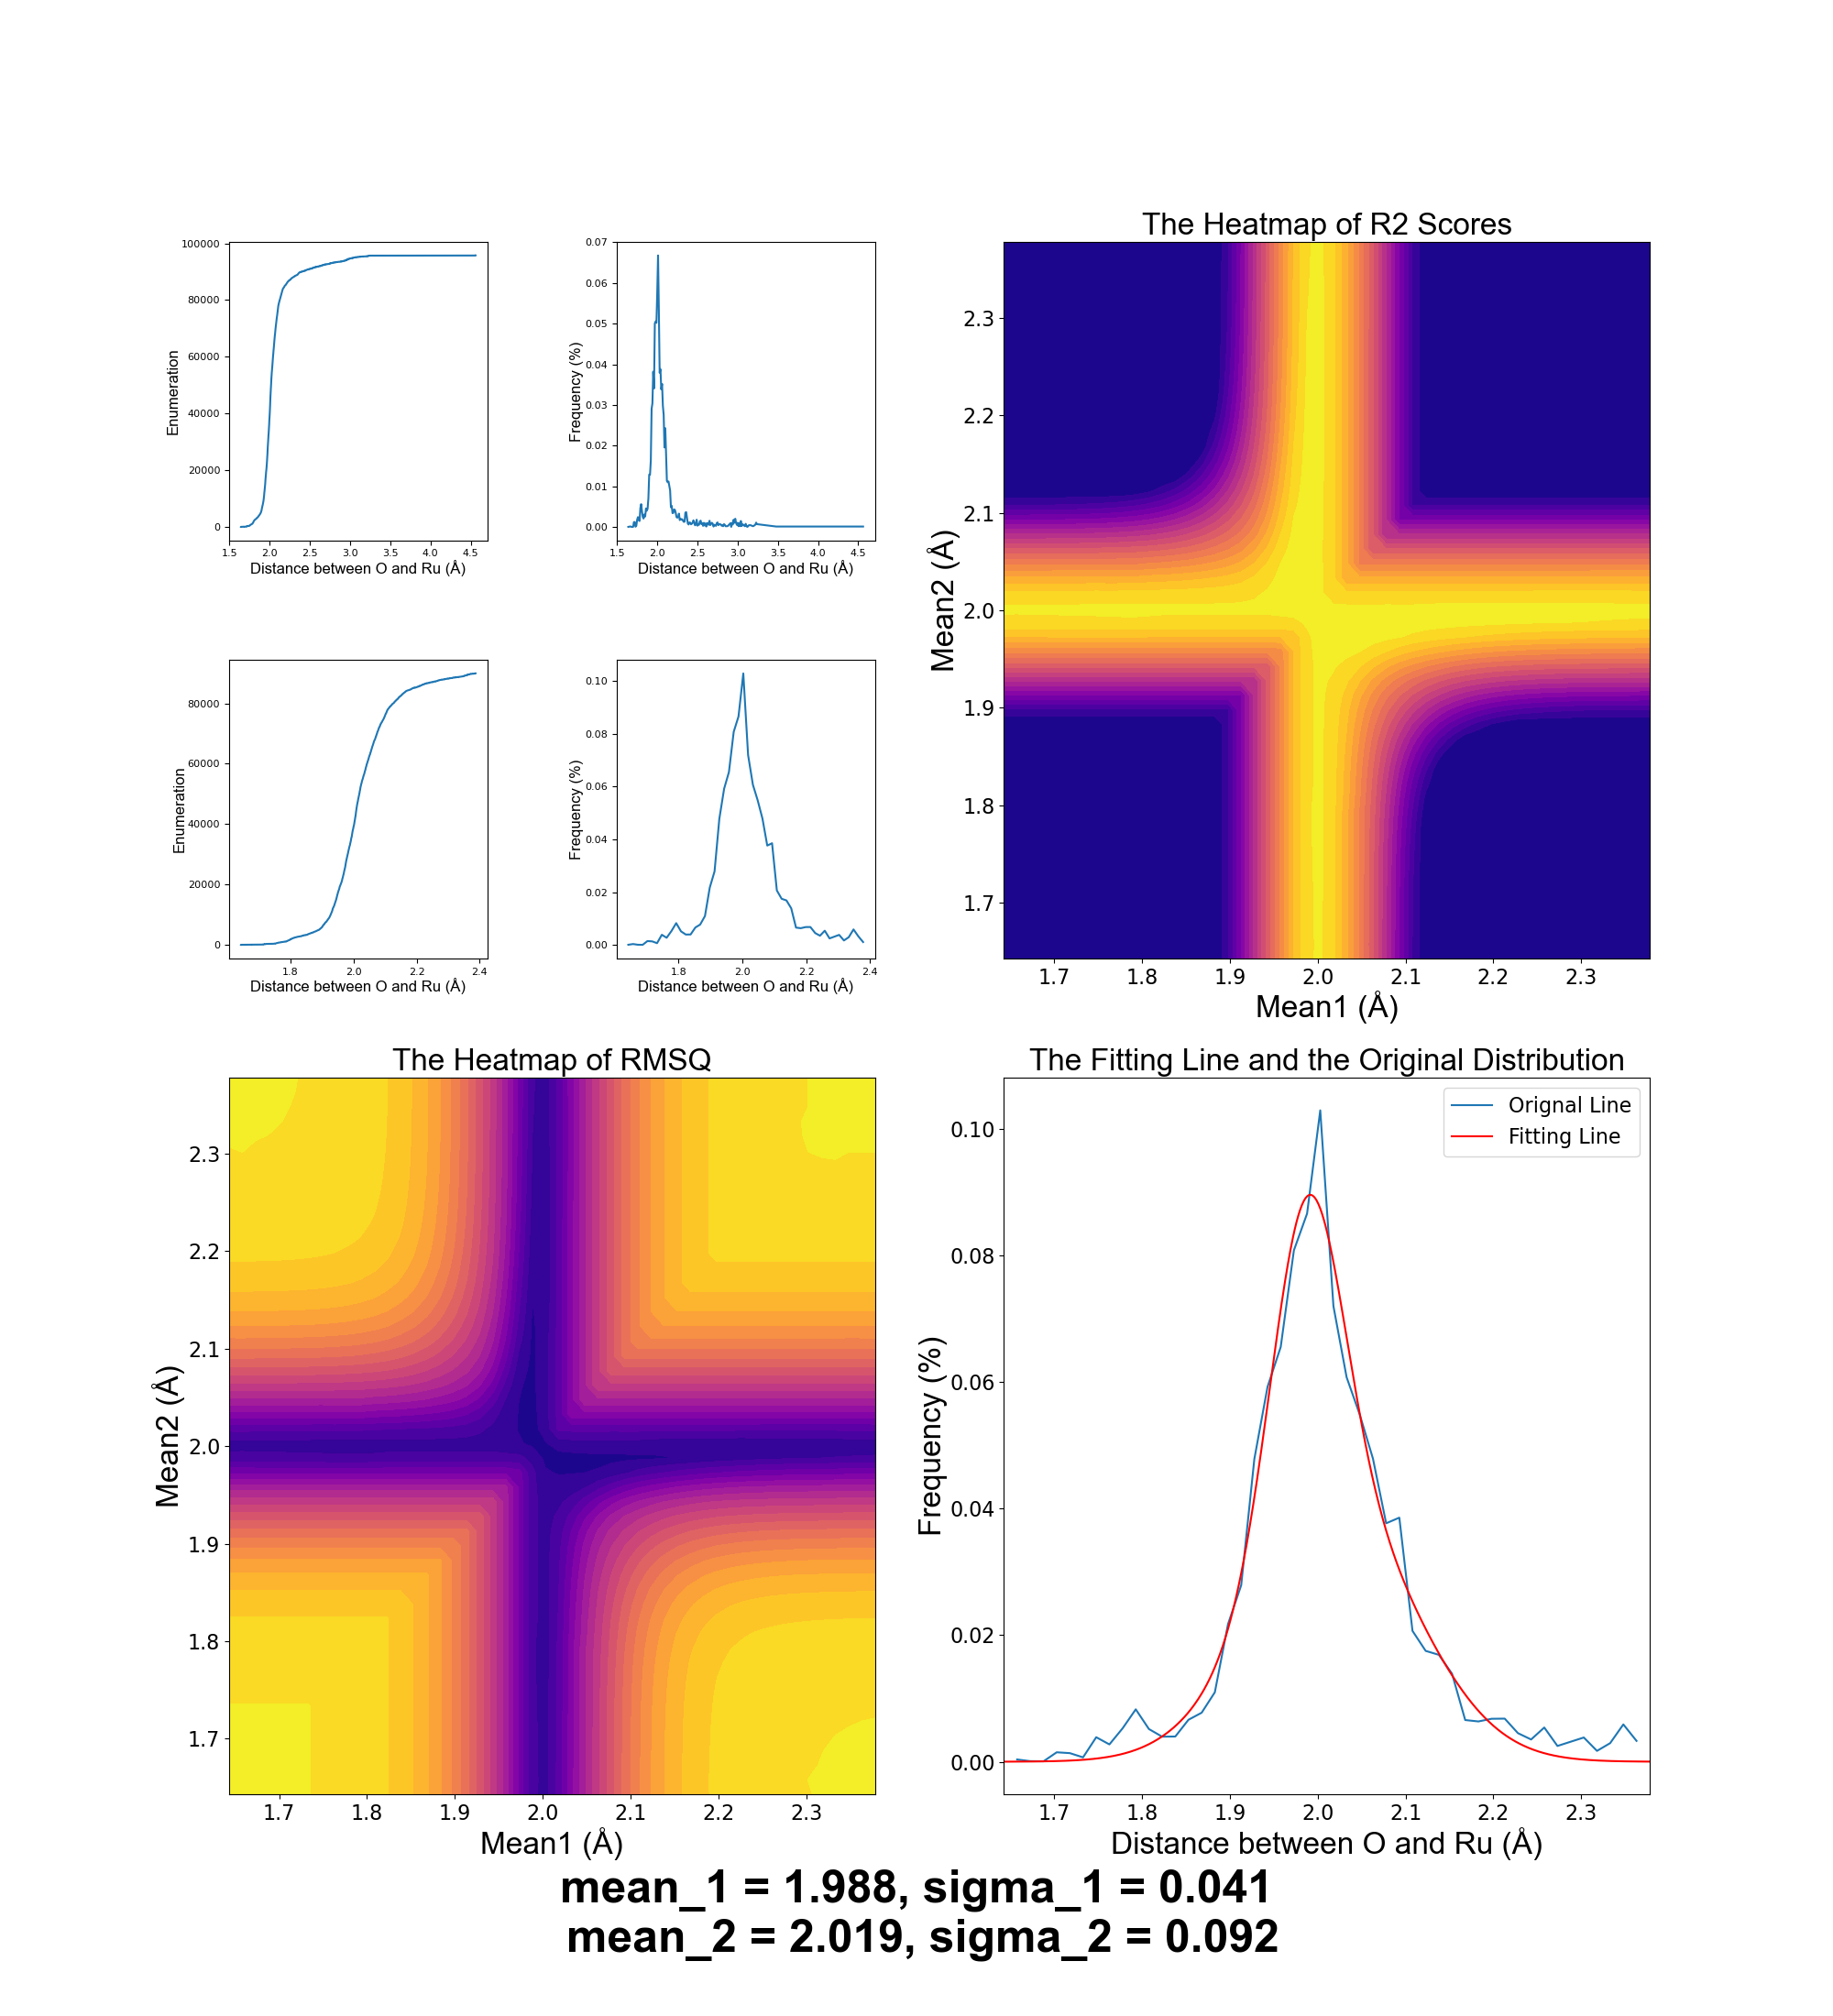 100000
80000
60000
40000
20000
0
Enumeration
1.5 2.0 2.5 3.0 3.5 4.0 4.5
Distance between O and Ru (Å)
0.07
0.06
0.05
0.04
0.03
0.02
0.01
0.00
Frequency (%)
1.5 2.0 2.5 3.0 3.5 4.0 4.5
Distance between O and Ru (Å)
80000
60000
40000
20000
0
Enumeration
1.8 2.0 2.2 2.4
Distance between O and Ru (Å)
0.10
0.08
0.06
0.04
0.02
0.00
Frequency (%)
1.8 2.0 2.2 2.4
Distance between O and Ru (Å)
The Heatmap of R2 Scores
2.3
2.2
2.1
2.0
1.9
1.8
1.7
Mean2 (Å)
1.7 1.8 1.9 2.0 2.1 2.2 2.3
Mean1 (Å)
The Heatmap of RMSQ
2.3
2.2
2.1
2.0
1.9
1.8
1.7
Mean2 (Å)
1.7 1.8 1.9 2.0 2.1 2.2 2.3
Mean1 (Å)
The Fitting Line and the Original Distribution
Orignal Line
Fitting Line
0.10
0.08
0.06
0.04
0.02
0.00
Frequency (%)
1.7 1.8 1.9 2.0 2.1 2.2 2.3
Distance between O and Ru (Å)
mean_1 = 1.988, sigma_1 = 0.041
mean_2 = 2.019, sigma_2 = 0.092